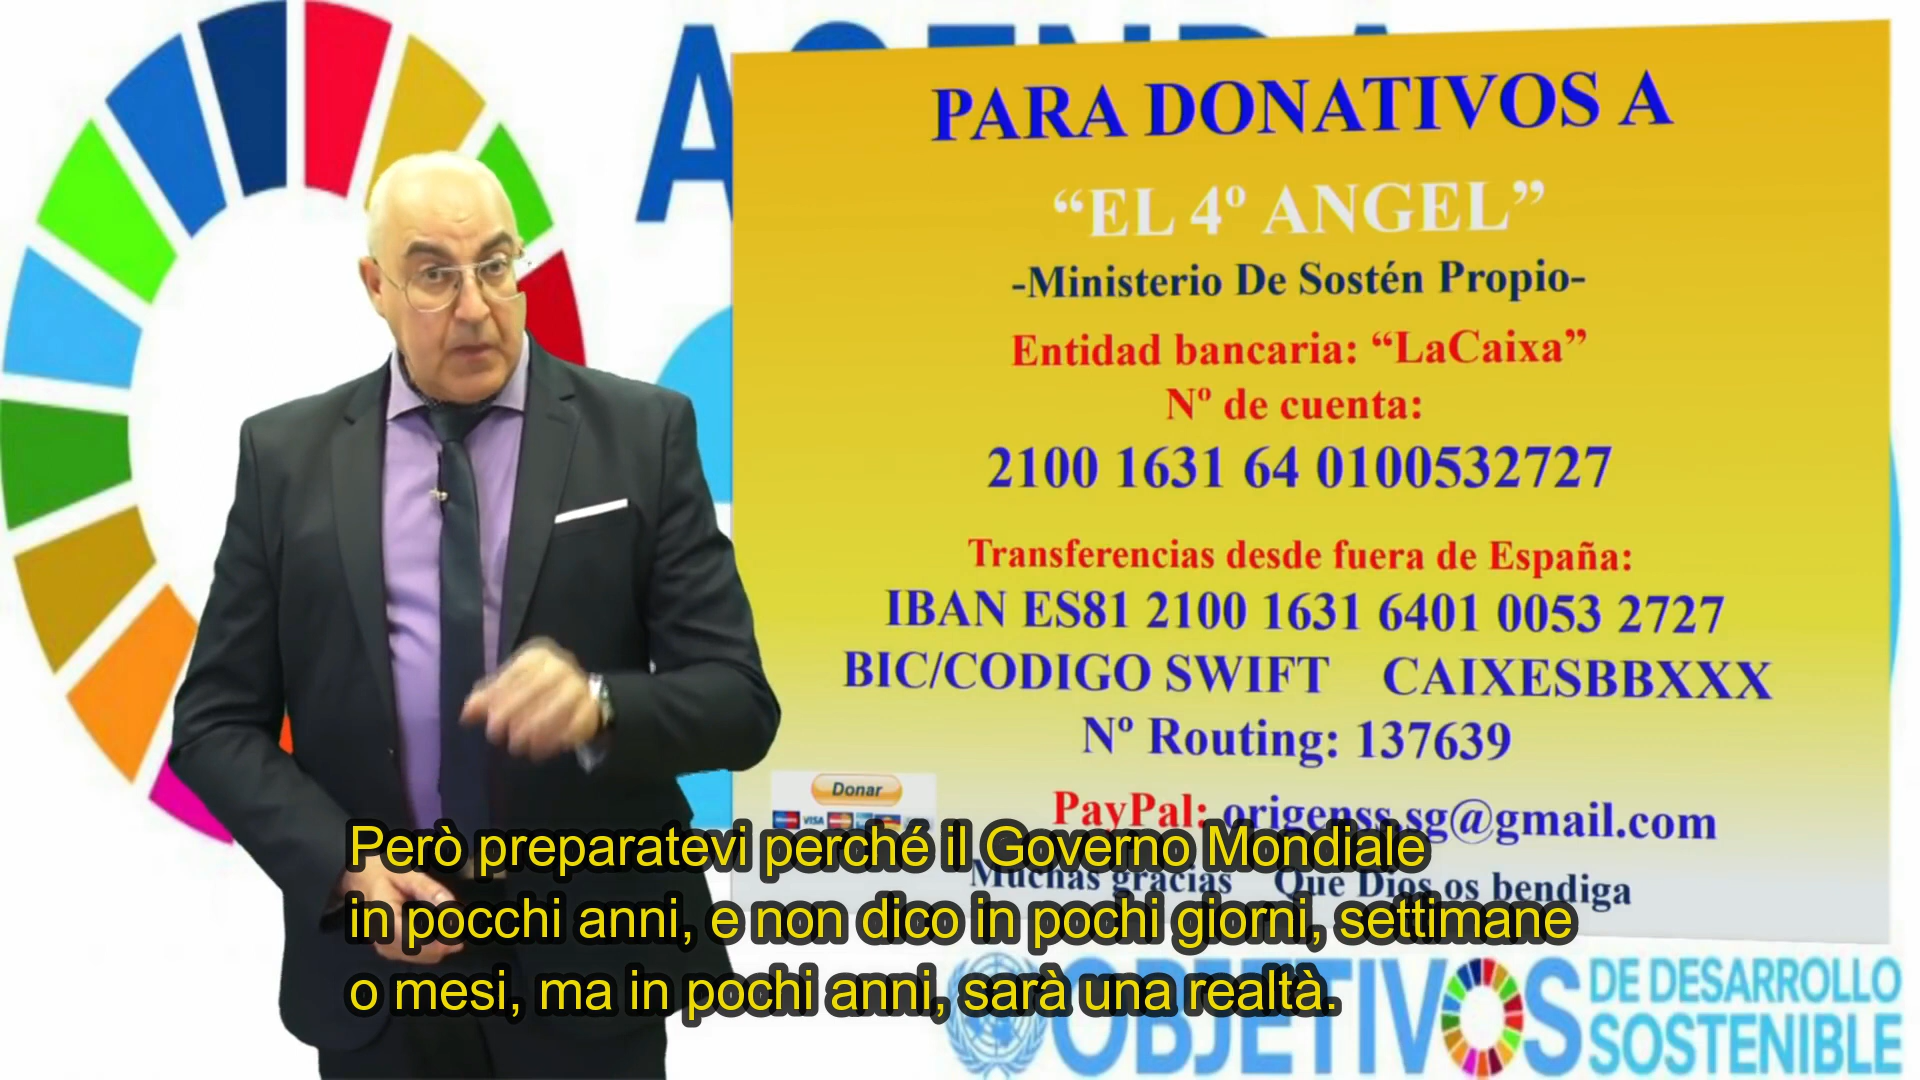 AGENDA
PARA DONATIVOS A
“EL 4º ANGEL”
-Ministerio De Sostén Propio-
Entidad bancaria: “LaCaixa”
Nº de cuenta:
2100 1631 64 0100532727
Transferencias desde fuera de España:
IBAN ES81 2100 1631 6401 0053 2727
BIC/CODIGO SWIFT CAIXESBBXXX
Nº Routing: 137639
Donar
VISA
PayPal: origenss.sg@gmail.com
Muchas gracias Que Dios os bendiga
Però preparatevi perché il Governo Mondiale
in pocchi anni, e non dico in pochi giorni, settimane
o mesi, ma in pochi anni, sarà una realtà.
OBJETIVOS DE DESARROLLO
SOSTENIBLE